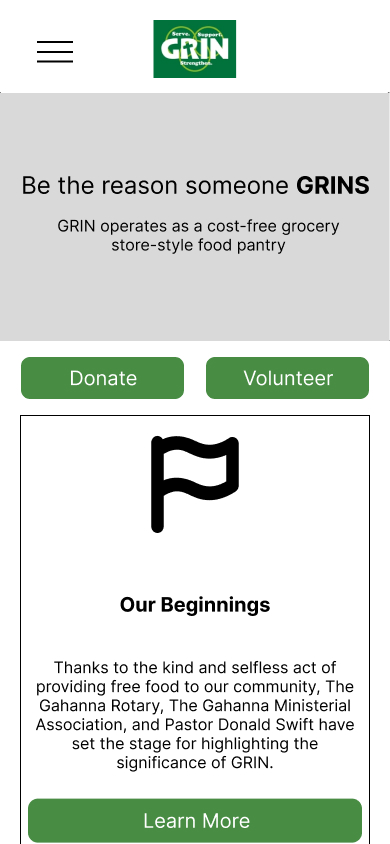 Serve. Support.
GRIN
Strengthen.
Be the reason someone GRINS
GRIN operates as a cost-free grocery
store-style food pantry
Donate
Volunteer
Our Beginnings
Thanks to the kind and selfless act of
providing free food to our community, The
Gahanna Rotary, The Gahanna Ministerial
Association, and Pastor Donald Swift have
set the stage for highlighting the
significance of GRIN.
Learn More